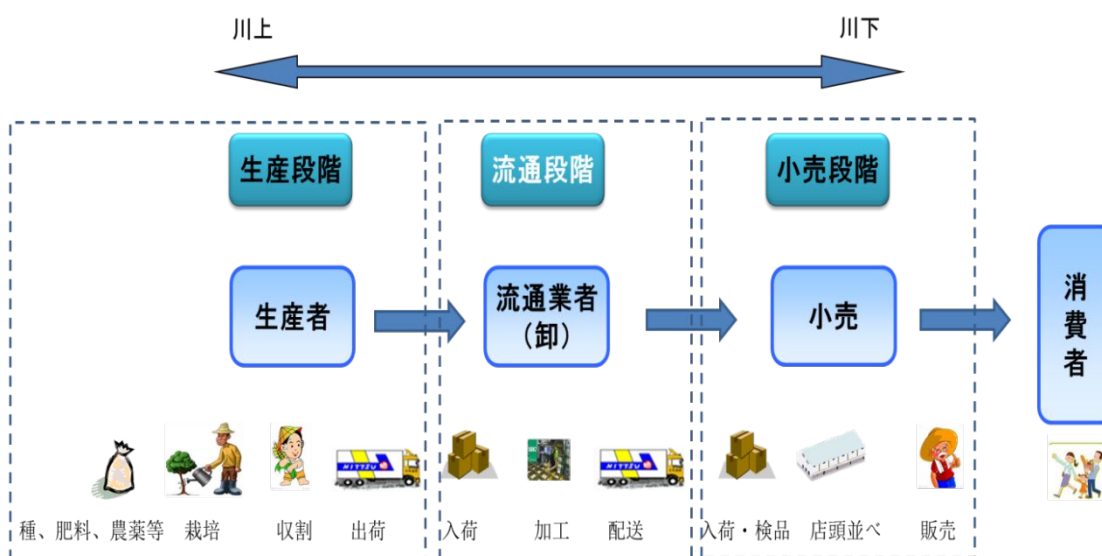 川上
川下
生産段階
流通段階
小売段階
生産者
流通業者
(卸)
小売
消
費
者
NITTSU
NITTSU
種、肥料、農薬等
栽培
収割
出荷
入荷
加工
配送
入荷・検品
店頭並べ
販売